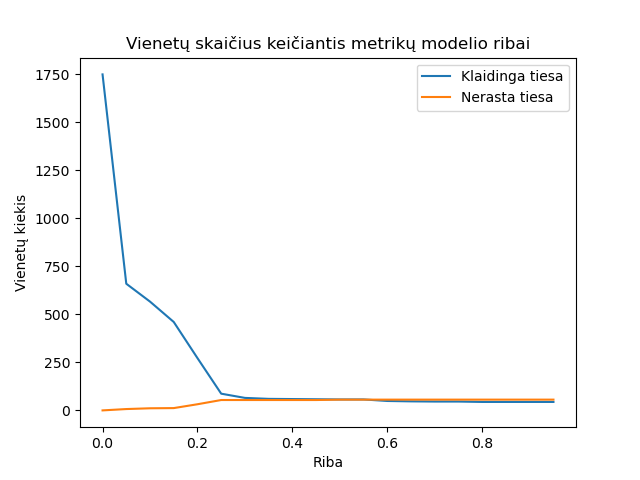 Vienetų skaičius keičiantis metrikų modelio ribai
Klaidinga tiesa
Nerasta tiesa
Vienetų kiekis
1750
1500
1250
1000
750
500
250
0
0.0
0.2
0.4
0.6
0.8
Riba